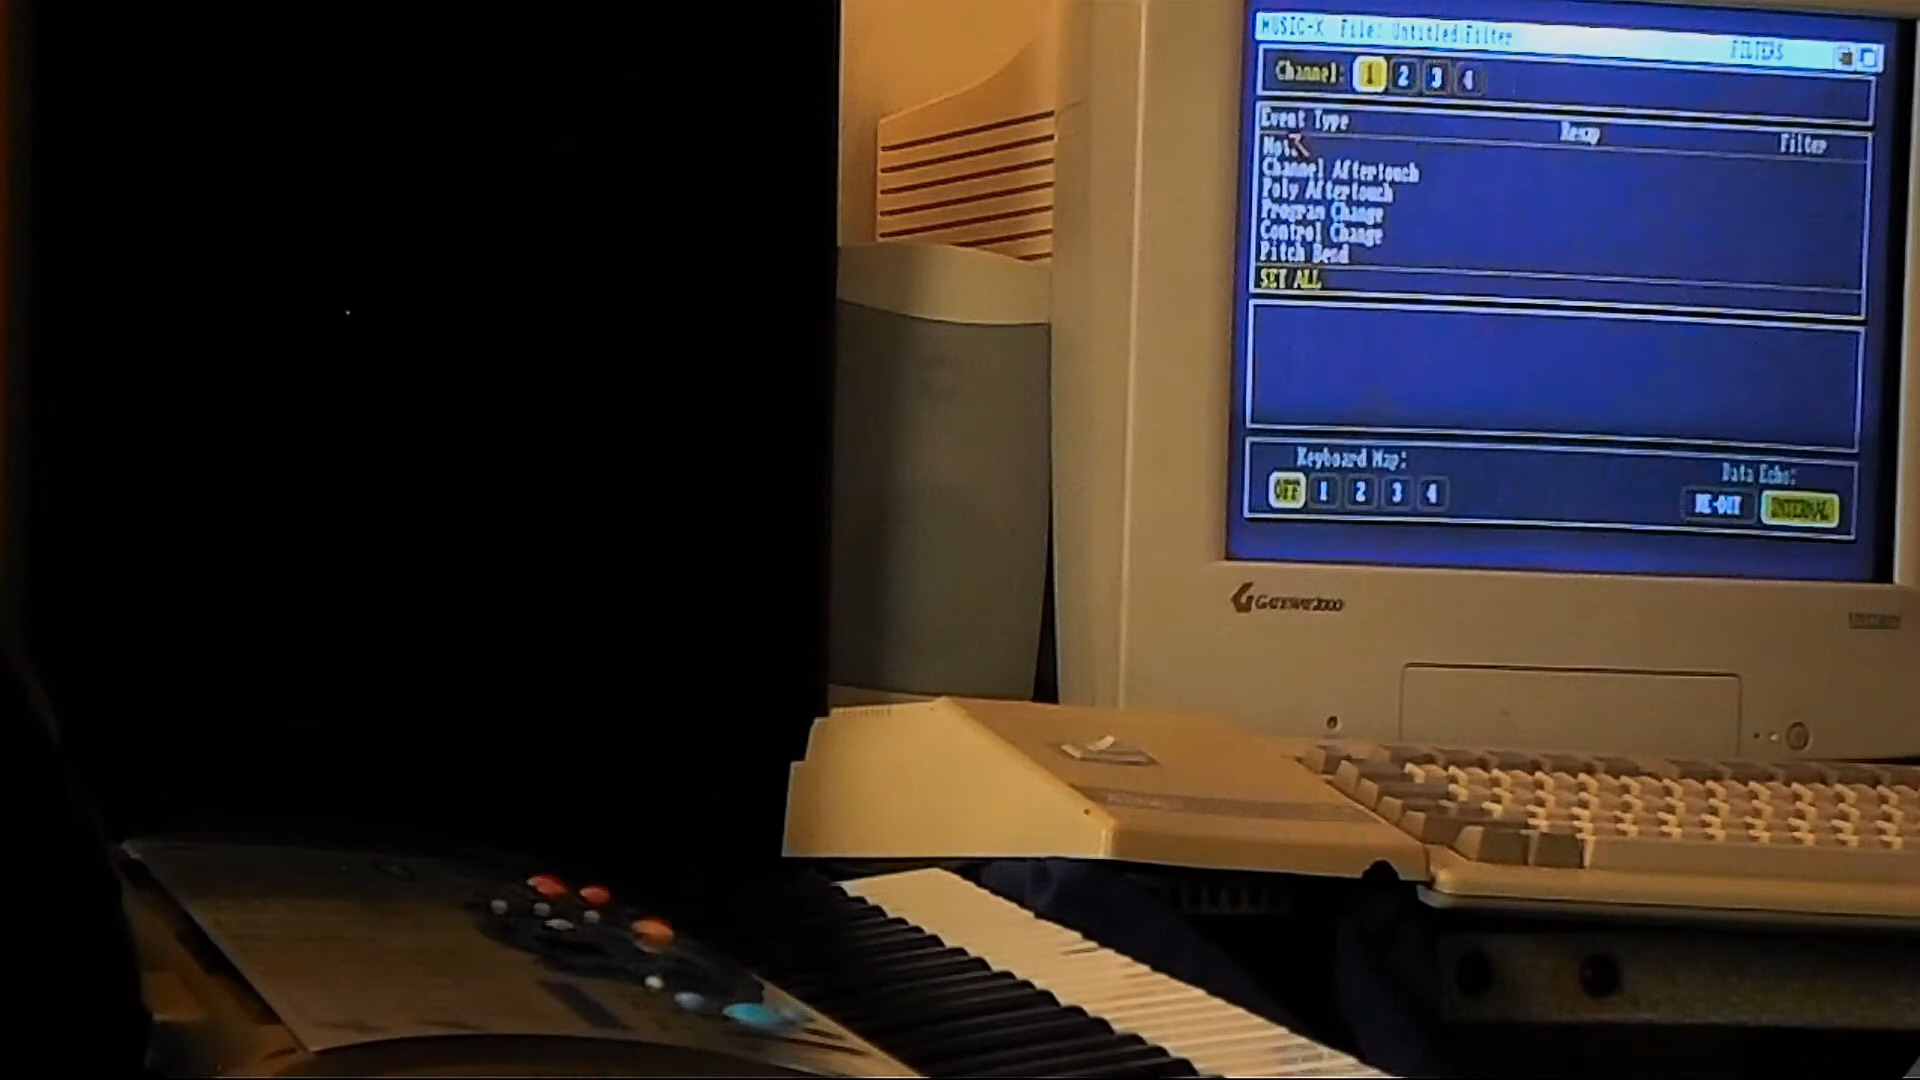 MUSIC-X File: Untitled.Filter FILTERS
Channel: 1 2 3 4
Event Type Remap Filter
Channel Aftertouch
Poly Aftertouch
Program Change
Control Change
Pitch Bend
SET ALL
Keyboard Map: Data Echo:
OFF 1 2 3 4 RE-OUT INTERNAL
GATEWAY2000